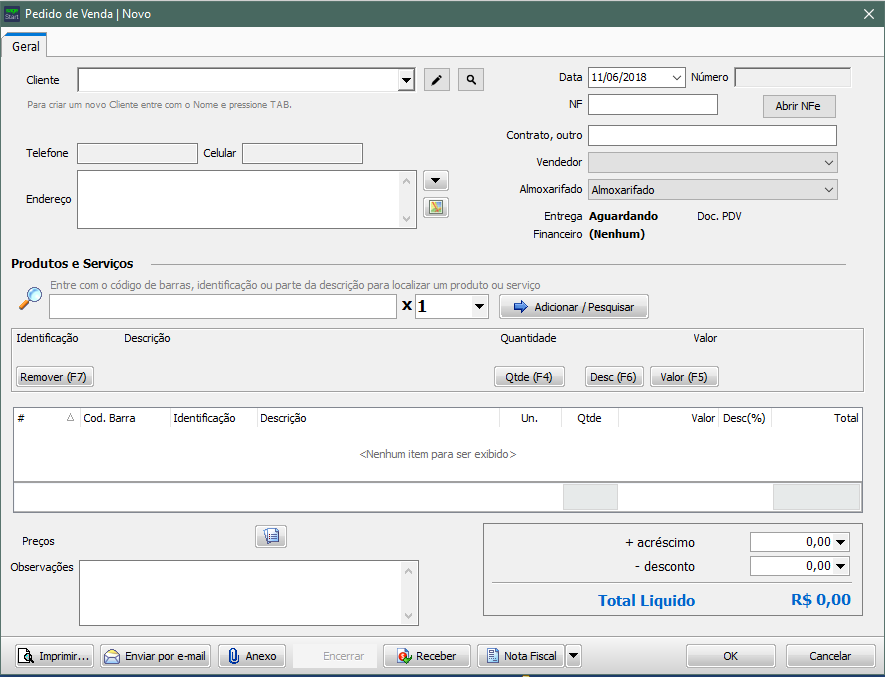 sage Start Pedido de Venda | Novo
Geral
Cliente
Data 11/06/2018 Número
Para criar um novo Cliente entre com o Nome e pressione TAB.
NF Abrir NFe
Contrato, outro
Telefone Celular
Vendedor
Endereço
Almoxarifado Almoxarifado
Entrega Aguardando Doc. PDV
Financeiro (Nenhum)
Produtos e Serviços
Entre com o código de barras, identificação ou parte da descrição para localizar um produto ou serviço
x 1 Adicionar / Pesquisar
Identificação Descrição Quantidade Valor
Remover (F7) Qtde (F4) Desc (F6) Valor (F5)
# Cod. Barra Identificação Descrição Un. Qtde Valor Desc(%) Total
<Nenhum item para ser exibido>
Preços
+ acréscimo 0,00
Observações
- desconto 0,00
Total Liquido R$ 0,00
Imprimir... Enviar por e-mail Anexo Encerrar Receber Nota Fiscal OK Cancelar